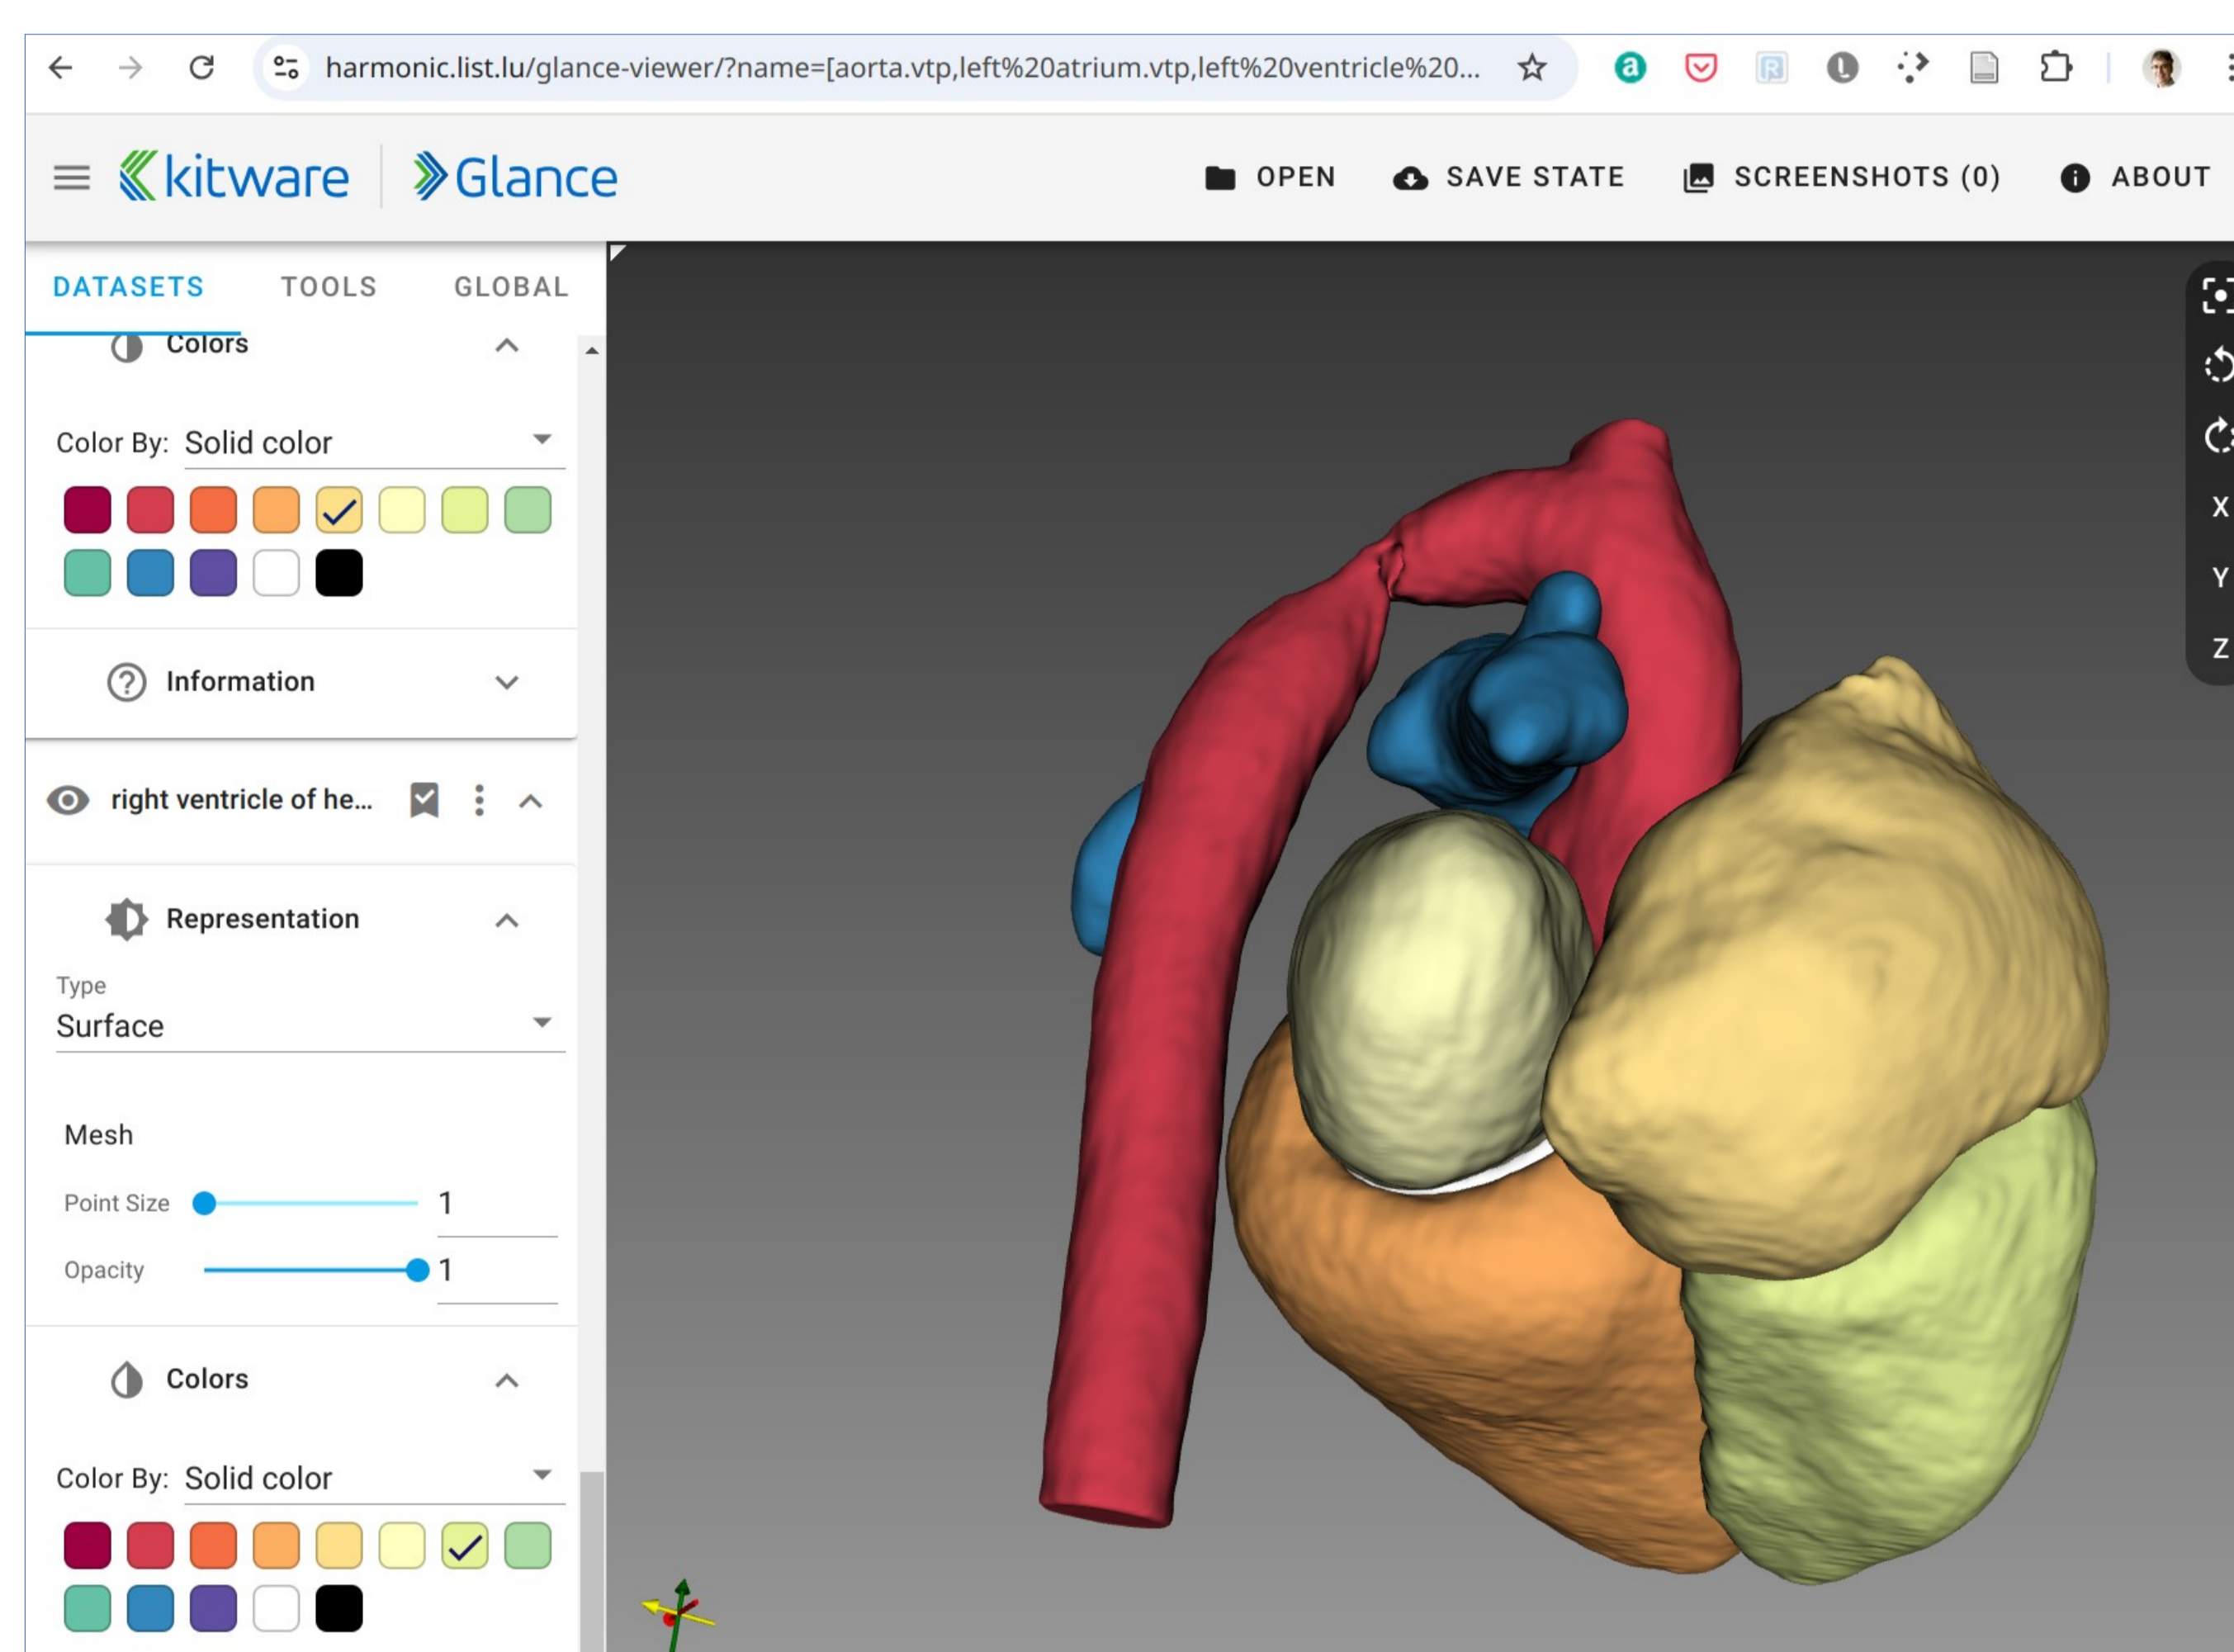 harmonic.list.lu/glance-viewer/?name=[aorta.vtp,left%20atrium.vtp,left%20ventricle%20...
kitware Glance
OPEN SAVE STATE SCREENSHOTS (0) ABOUT
DATASETS TOOLS GLOBAL
Colors
Color By: Solid color
Information
right ventricle of he...
Representation
Type
Surface
Mesh
Point Size 1
Opacity 1
Colors
Color By: Solid color
X
Y
Z